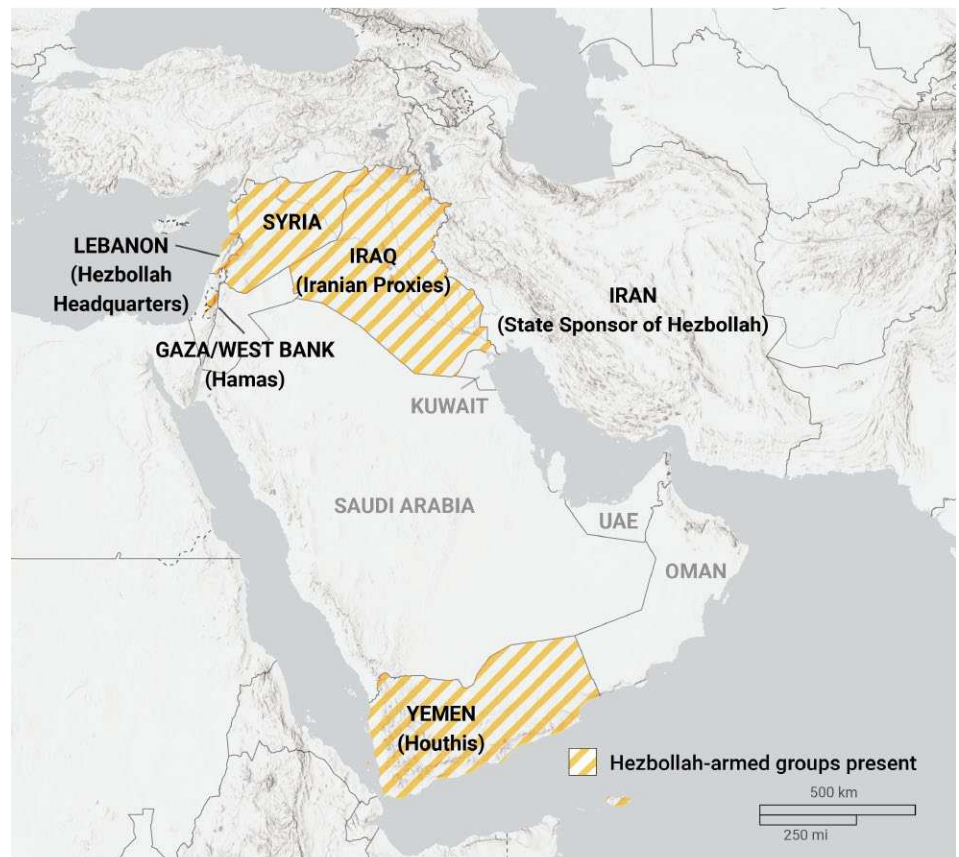 SYRIA
LEBANON
(Hezbollah
Headquarters)
IRAQ
(Iranian Proxies)
IRAN
(State Sponsor of Hezbollah)
GAZA/WEST BANK
(Hamas)
KUWAIT
SAUDI ARABIA
UAE
OMAN
YEMEN
(Houthis)
Hezbollah-armed groups present
500 km
250 mi